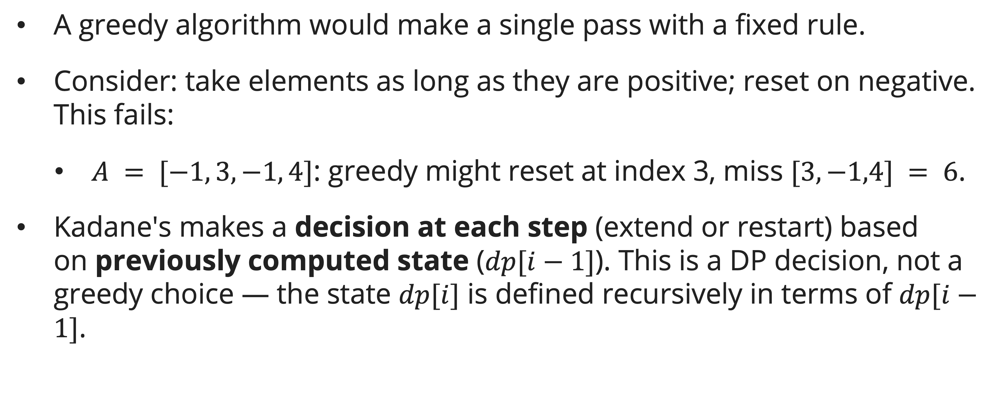 • A greedy algorithm would make a single pass with a fixed rule.
• Consider: take elements as long as they are positive; reset on negative.
This fails:
• A = [−1, 3, −1, 4]: greedy might reset at index 3, miss [3, −1,4] = 6.
• Kadane's makes a decision at each step (extend or restart) based
on previously computed state (dp[i − 1]). This is a DP decision, not a
greedy choice — the state dp[i] is defined recursively in terms of dp[i −
1].